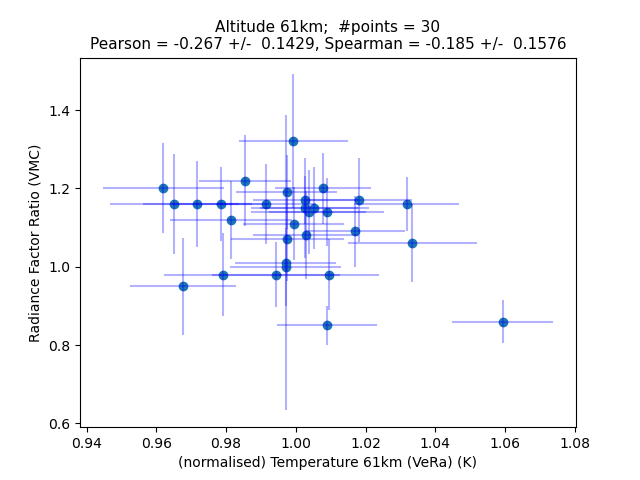 Altitude 61km;  #points = 30
Pearson = -0.267 +/-  0.1429, Spearman = -0.185 +/-  0.1576
1.4
1.2
1.0
0.8
0.6
Radiance Factor Ratio (VMC)
0.94 0.96 0.98 1.00 1.02 1.04 1.06 1.08
(normalised) Temperature 61km (VeRa) (K)